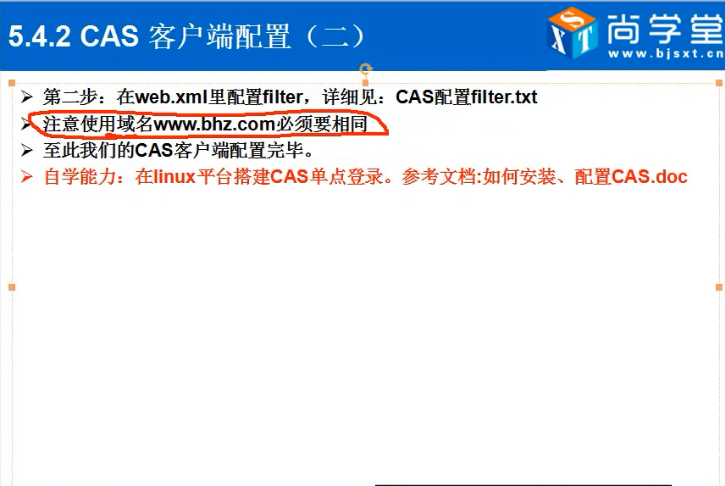 5.4.2 CAS 客户端配置（二）
尚学堂
SXT
www.bjsxt.cn
➢ 第二步：在web.xml里配置filter，详细见：CAS配置filter.txt
➢ 注意使用域名www.bhz.com必须要相同
➢ 至此我们的CAS客户端配置完毕。
➢ 自学能力：在linux平台搭建CAS单点登录。参考文档:如何安装、配置CAS.doc